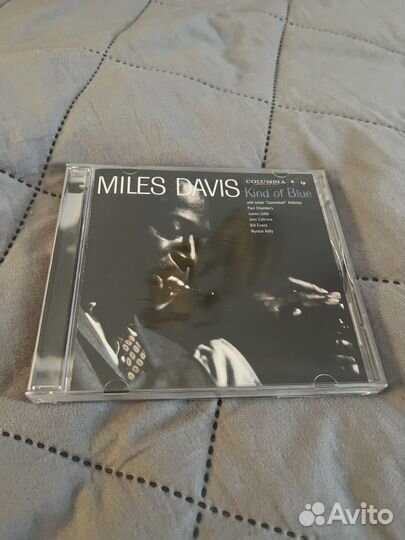 MILES DAVIS
COLUMBIA lp
Kind of Blue
with Julian "Cannonball" Adderley
Paul Chambers
James Cobb
John Coltrane
Bill Evans
Wynton Kelly
Avito